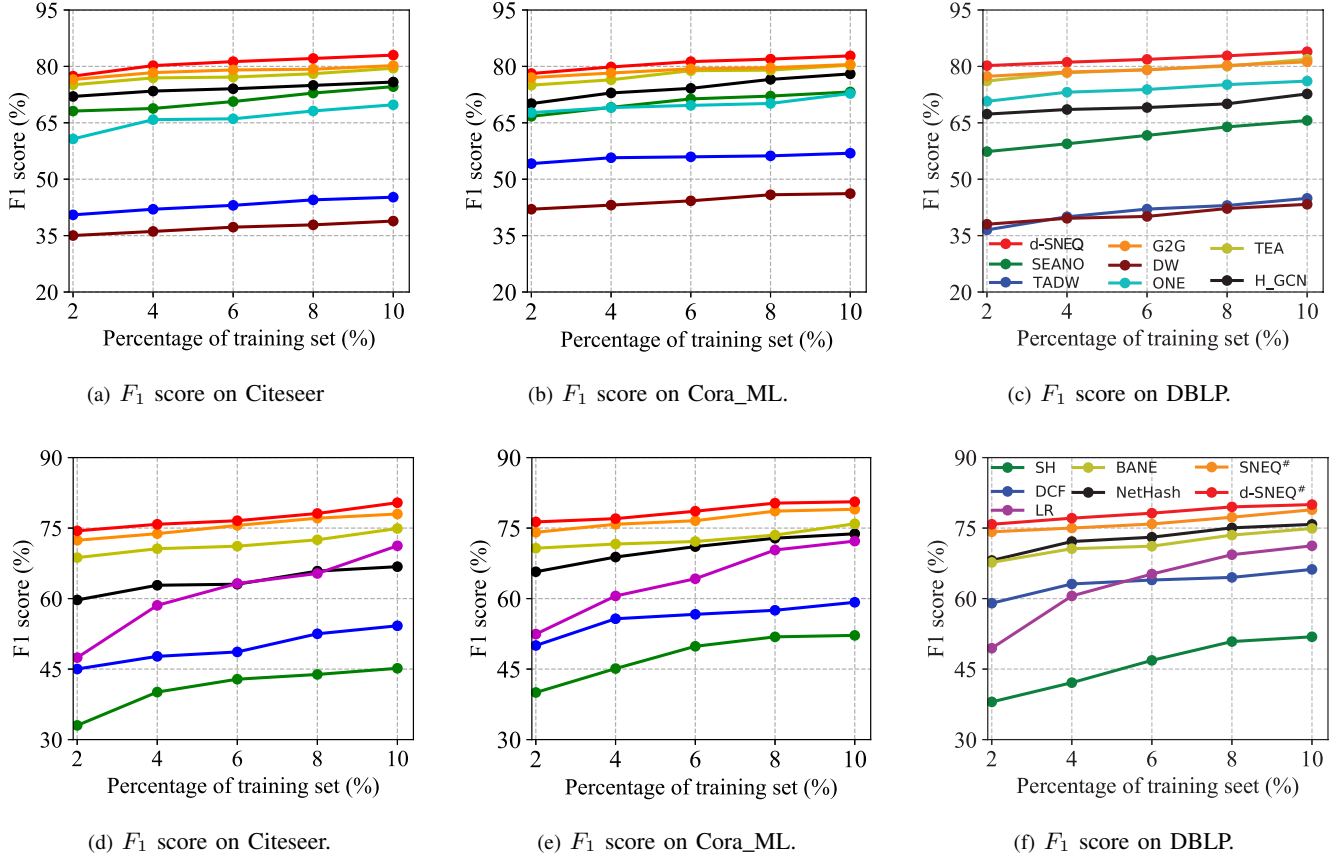 95
80
65
50
35
20
F1 score (%)
2 4 6 8 10
Percentage of training set (%)
(a) F1 score on Citeseer
95
80
65
50
35
20
F1 score (%)
2 4 6 8 10
Percentage of training set (%)
(b) F1 score on Cora_ML.
95
80
65
50
35
20
F1 score (%)
d-SNEQ G2G TEA
SEANO DW
TADW ONE H_GCN
2 4 6 8 10
Percentage of training set (%)
(c) F1 score on DBLP.
90
75
60
45
30
F1 score (%)
2 4 6 8 10
Percentage of training set (%)
(d) F1 score on Citeseer.
90
75
60
45
30
F1 score (%)
2 4 6 8 10
Percentage of training set (%)
(e) F1 score on Cora_ML.
90
75
60
45
30
F1 score (%)
SH BANE SNEQ#
DCF NetHash d-SNEQ#
LR
2 4 6 8 10
Percentage of training seet (%)
(f) F1 score on DBLP.